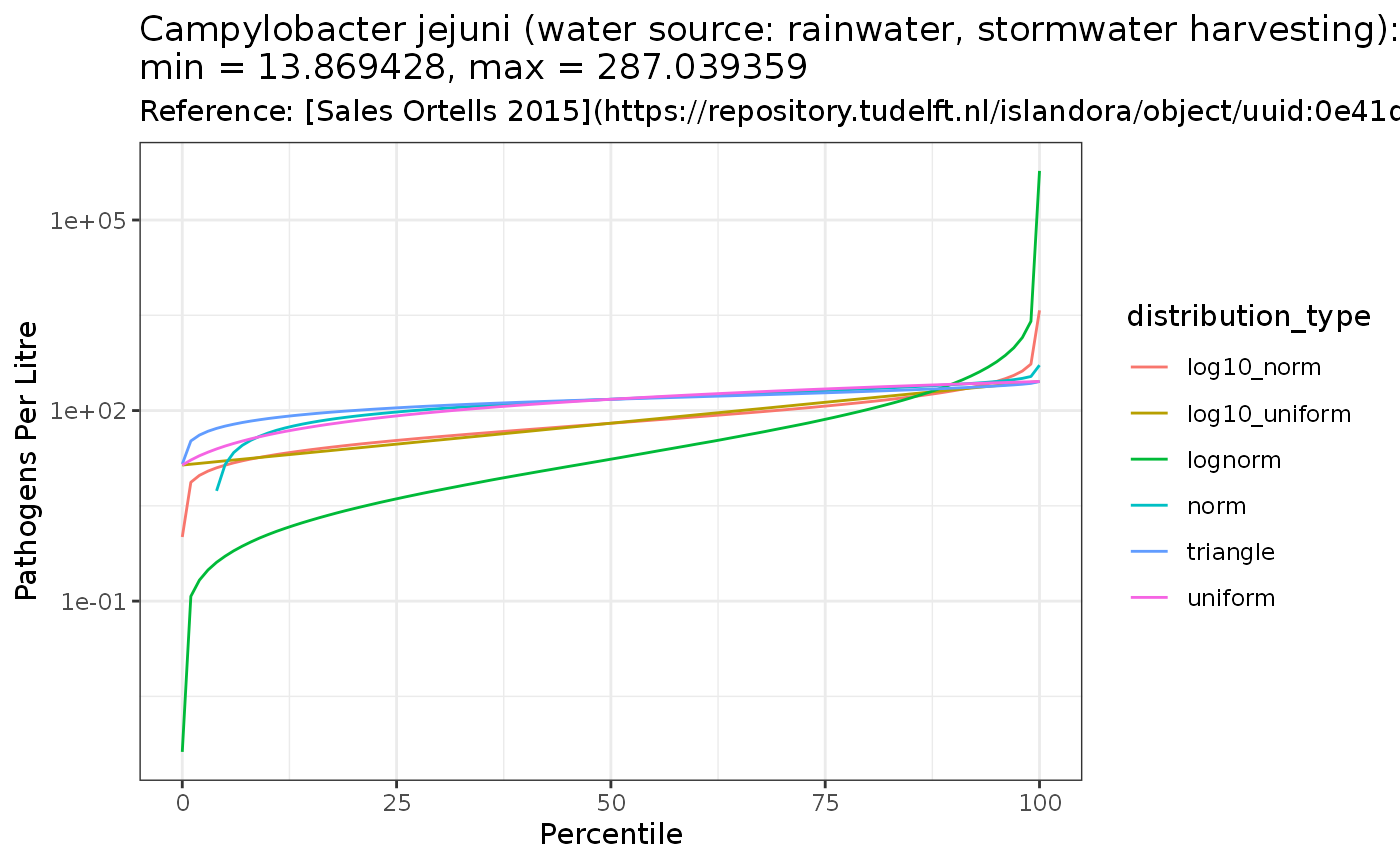 Campylobacter jejuni (water source: rainwater, stormwater harvesting):
min = 13.869428, max = 287.039359
Reference: [Sales Ortells 2015](https://repository.tudelft.nl/islandora/object/uuid:0e41
1e+05
1e+02
1e-01
Pathogens Per Litre
0 25 50 75 100
Percentile
distribution_type
log10_norm
log10_uniform
lognorm
norm
triangle
uniform